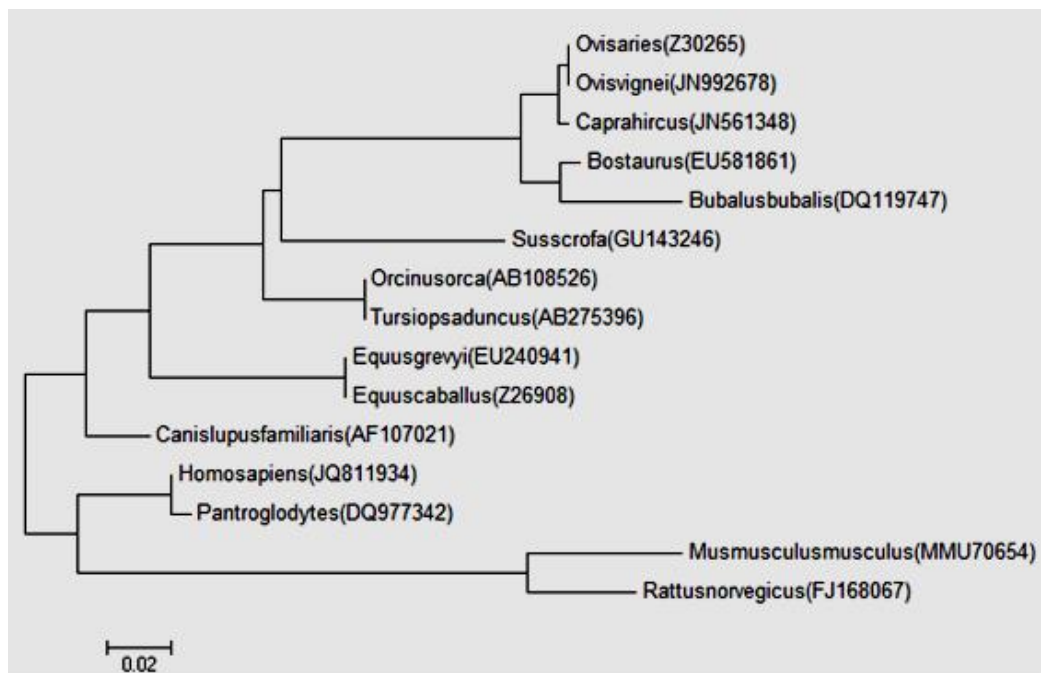 Ovisaries(Z30265)
Ovisvignei(JN992678)
Caprahircus(JN561348)
Bostaurus(EU581861)
Bubalusbubalis(DQ119747)
Susscrofa(GU143246)
Orcinusorca(AB108526)
Tursiopsaduncus(AB275396)
Equusgrevyi(EU240941)
Equuscaballus(Z26908)
Canislupusfamiliaris(AF107021)
Homosapiens(JQ811934)
Pantroglodytes(DQ977342)
Musmusculusmusculus(MMU70654)
Rattusnorvegicus(FJ168067)
0.02